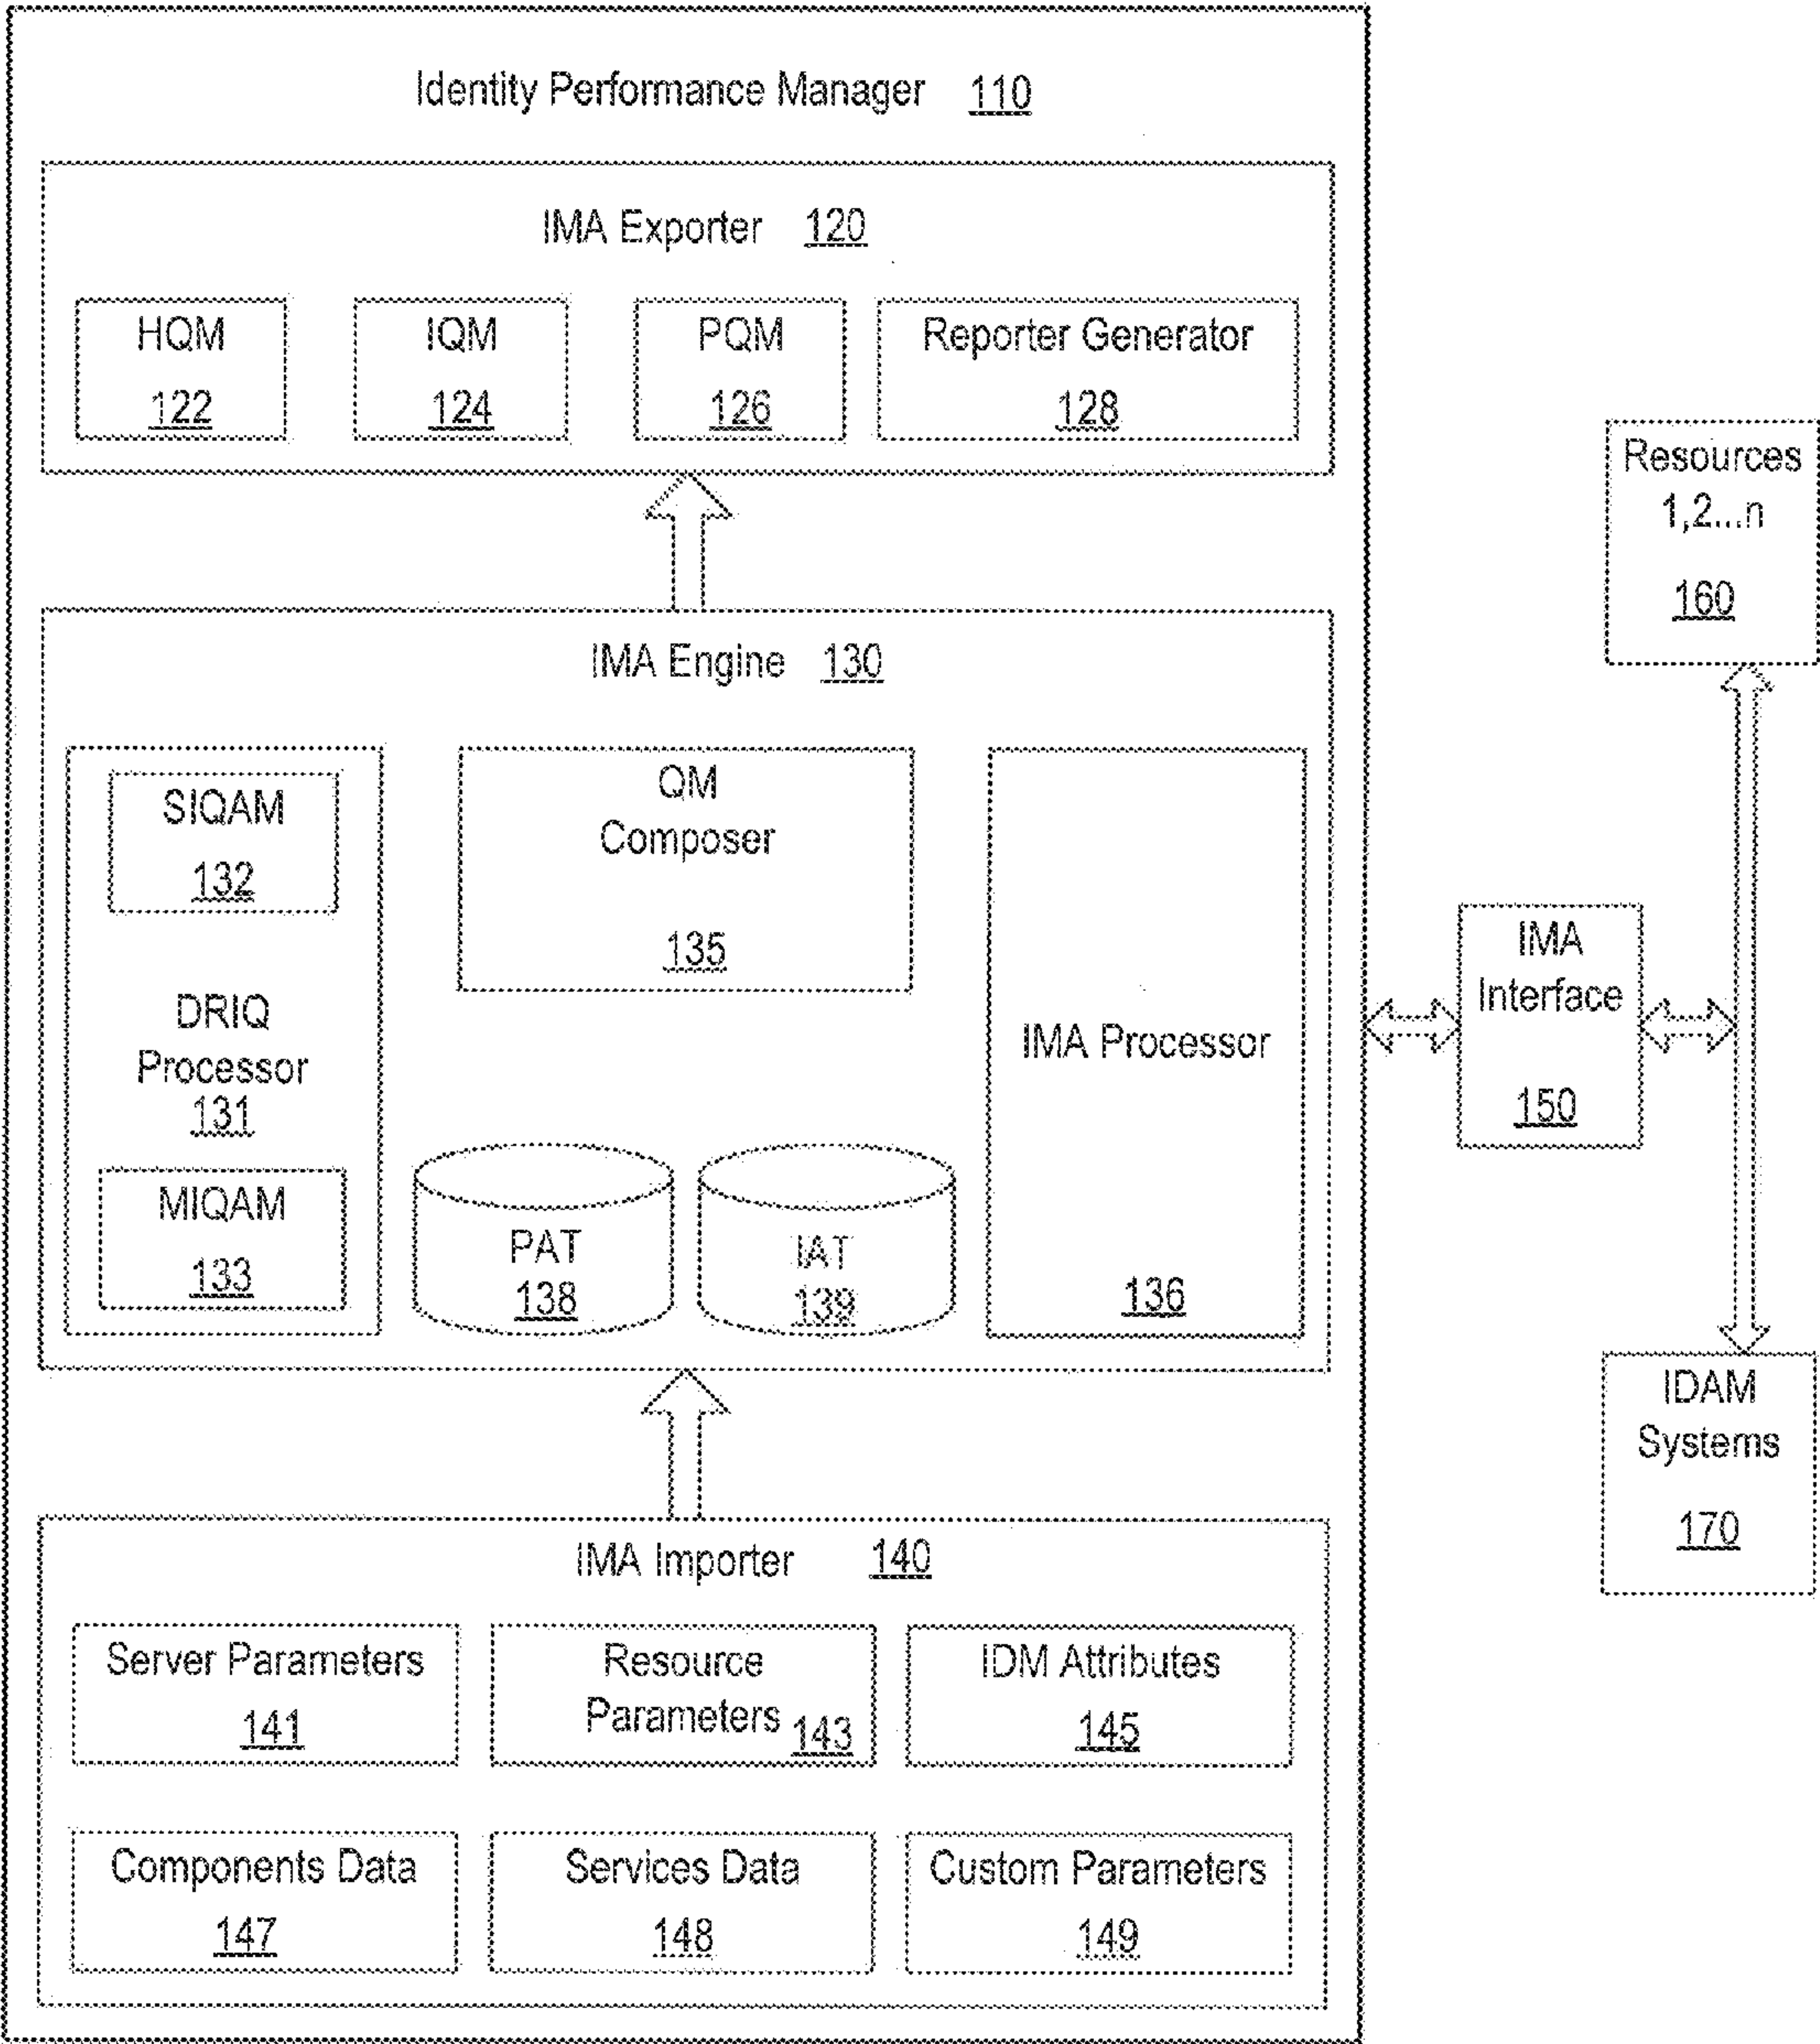 Identity Performance Manager 110
IMA Exporter 120
HQM
122
IQM
124
PQM
126
Reporter Generator
128
IMA Engine 130
SIQAM
132
DRIQ
Processor
131
MIQAM
133
QM
Composer
135
PAT
138
IAT
139
IMA Processor
136
IMA Importer 140
Server Parameters
141
Resource
Parameters 143
IDM Attributes
145
Components Data
147
Services Data
148
Custom Parameters
149
IMA
Interface
150
Resources
1,2...n
160
IDAM
Systems
170